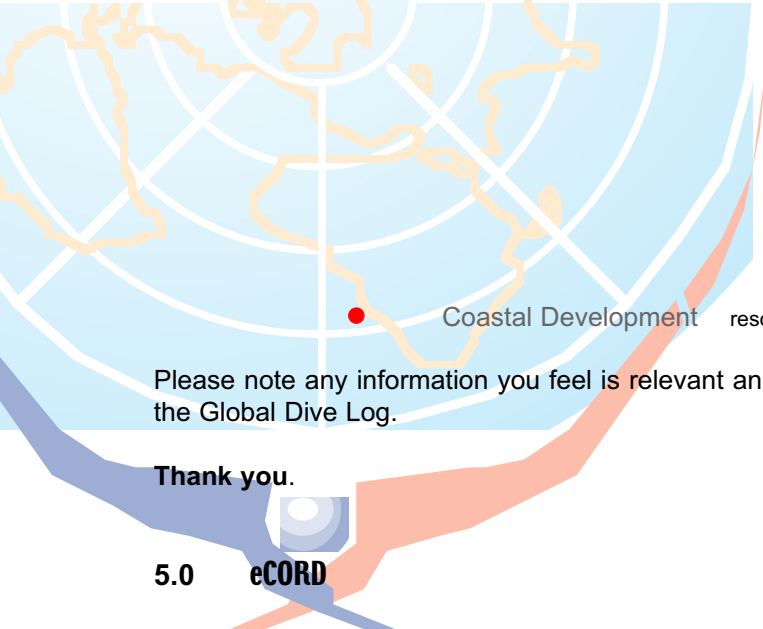 Coastal Development
Please note any information you feel is relevant
the Global Dive Log.
Thank you.
5.0 eCORD